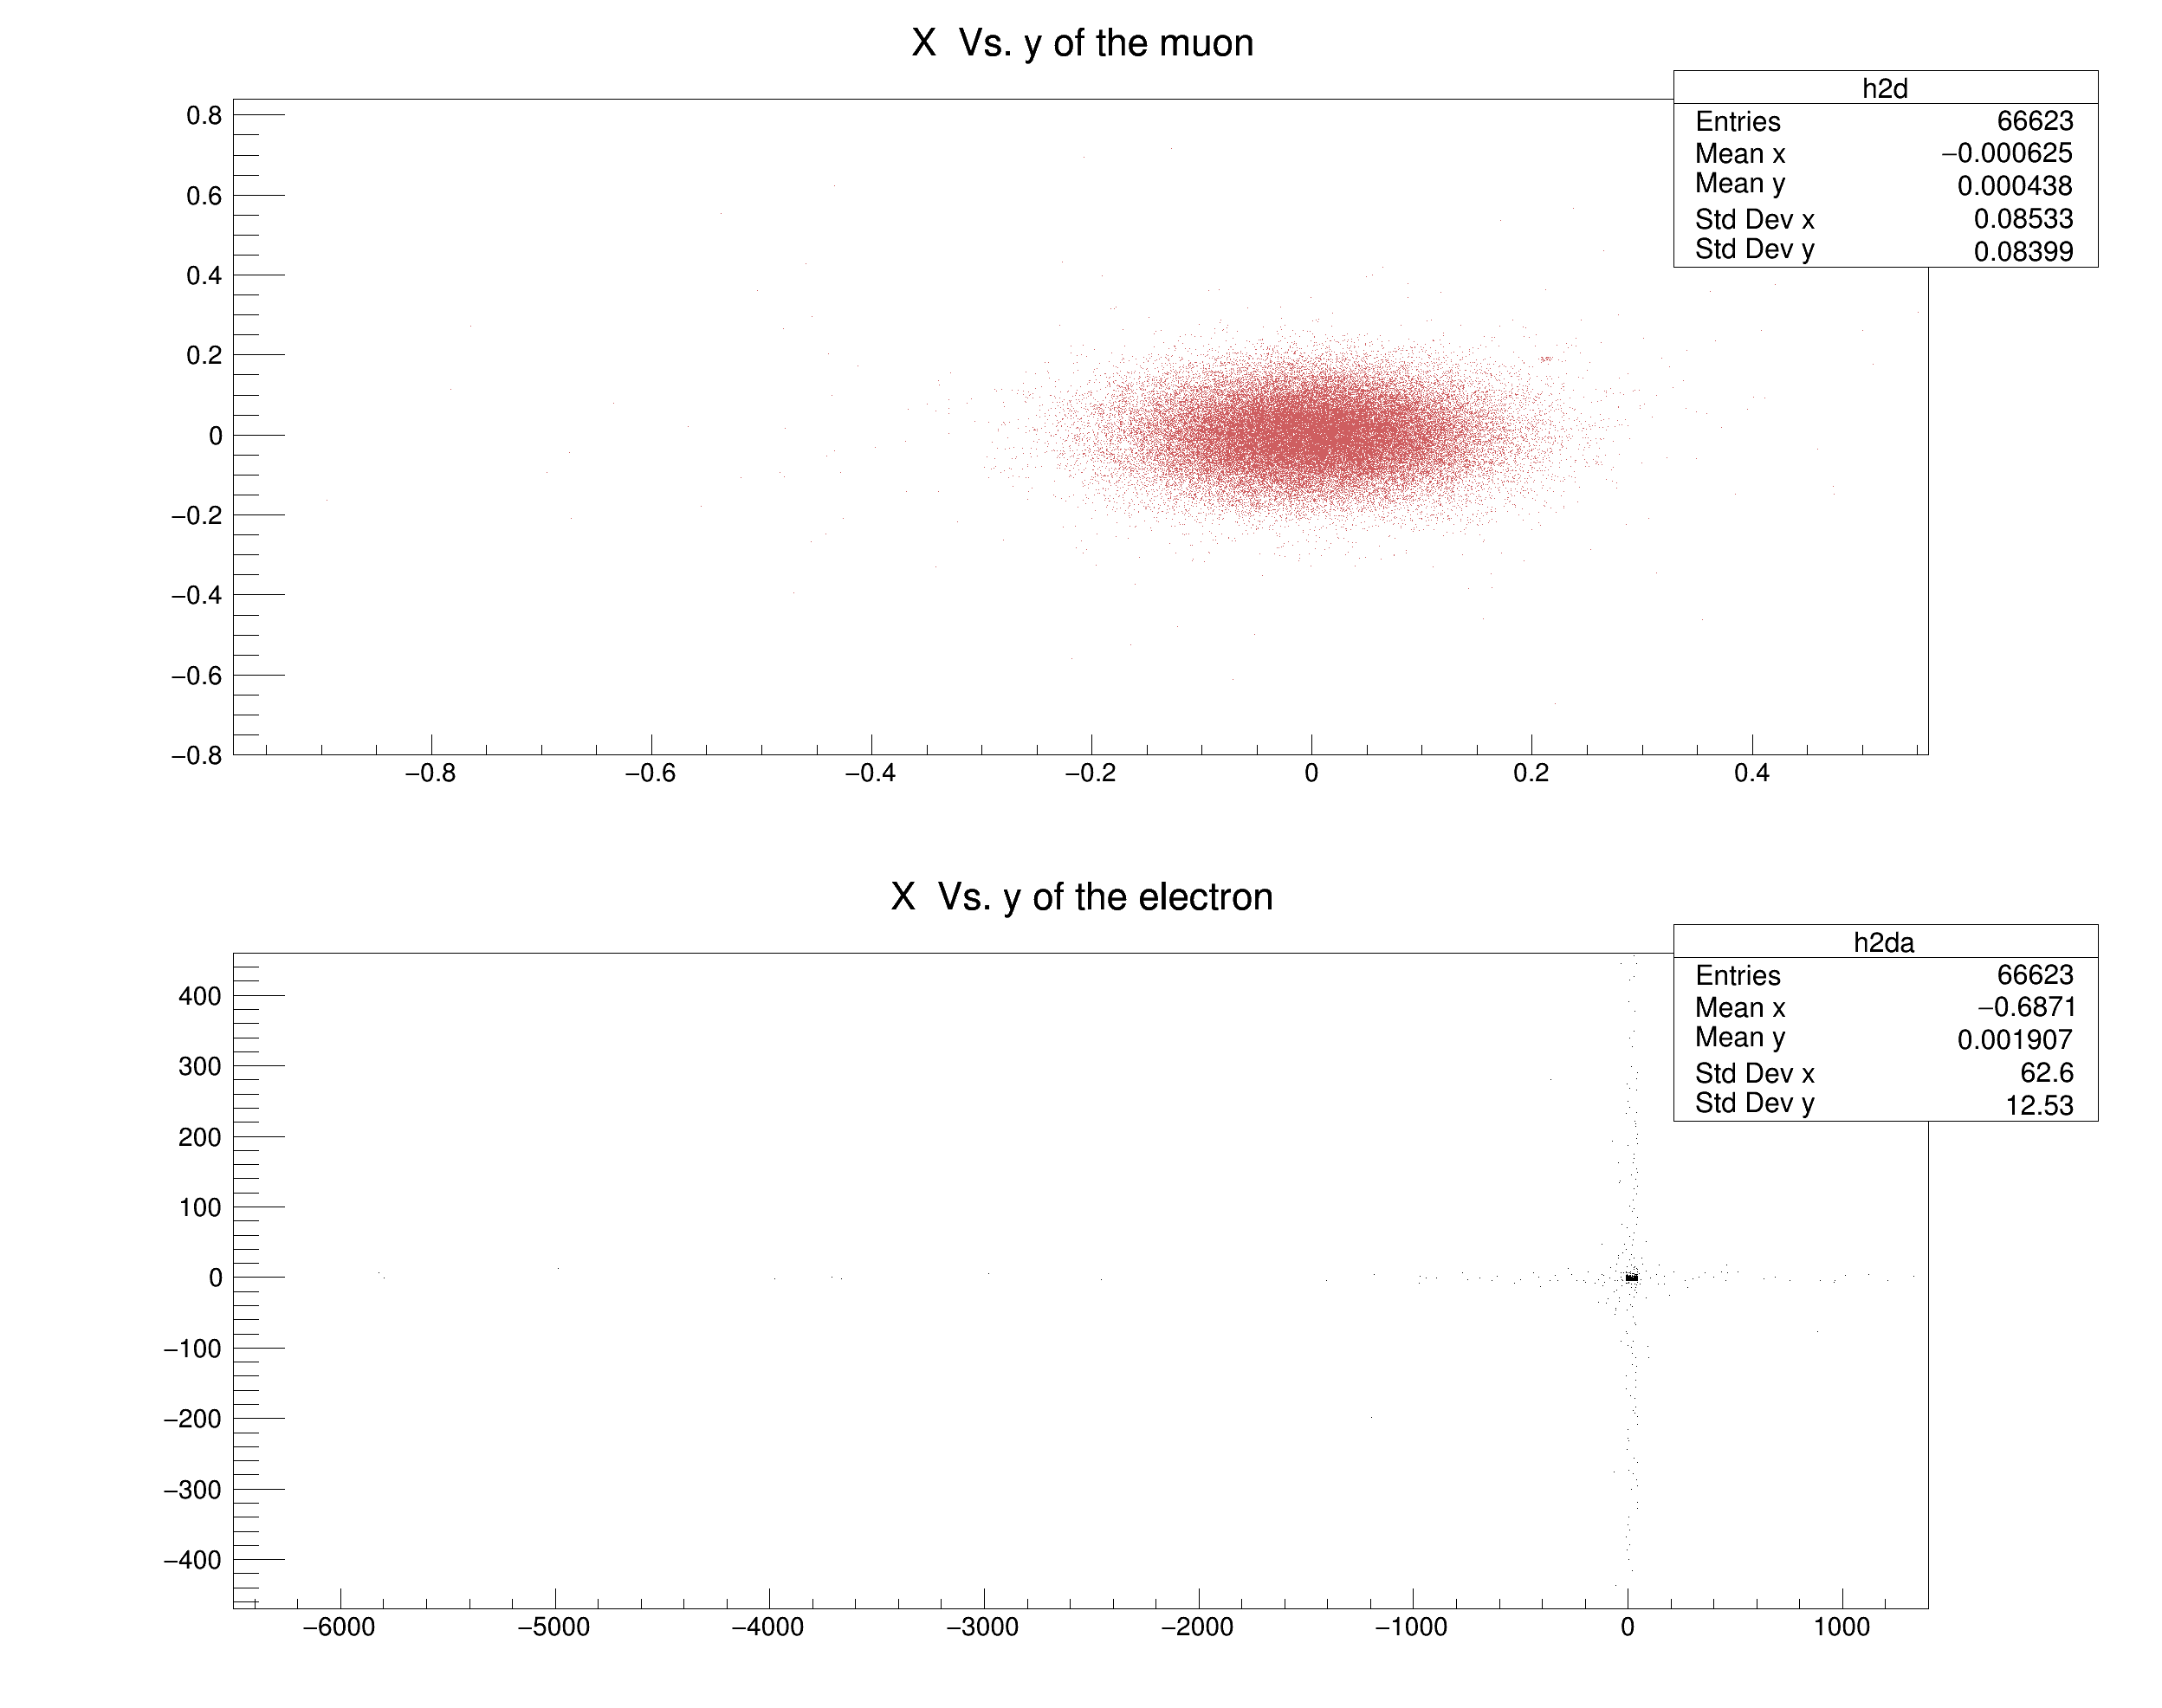 X Vs. y of the muon
h2d
Entries 66623
Mean x −0.000625
Mean y 0.000438
Std Dev x 0.08533
Std Dev y 0.08399
0.8
0.6
0.4
0.2
0
−0.2
−0.4
−0.6
−0.8
−0.8 −0.6 −0.4 −0.2 0 0.2 0.4
X Vs. y of the electron
h2da
Entries 66623
Mean x −0.6871
Mean y 0.001907
Std Dev x 62.6
Std Dev y 12.53
400
300
200
100
0
−100
−200
−300
−400
−6000 −5000 −4000 −3000 −2000 −1000 0 1000